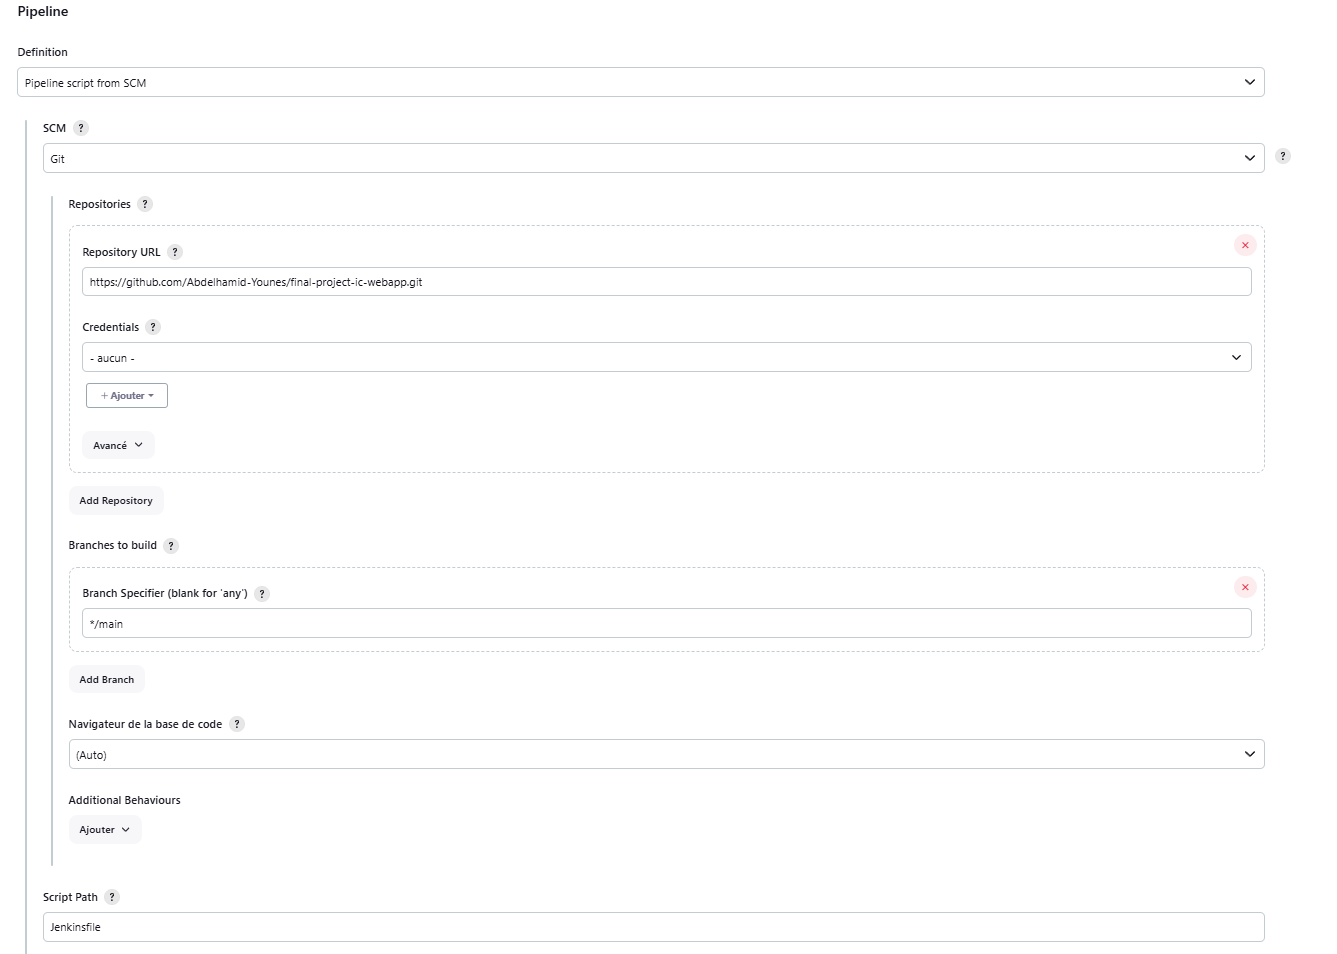 Pipeline
Definition
Pipeline script from SCM
SCM ?
Git
?
Repositories ?
Repository URL ?
https://github.com/Abdelhamid-Younes/final-project-ic-webapp.git
Credentials ?
- aucun -
+ Ajouter
Avancé
Add Repository
Branches to build ?
Branch Specifier (blank for 'any') ?
*/main
Add Branch
Navigateur de la base de code ?
(Auto)
Additional Behaviours
Ajouter
Script Path ?
Jenkinsfile